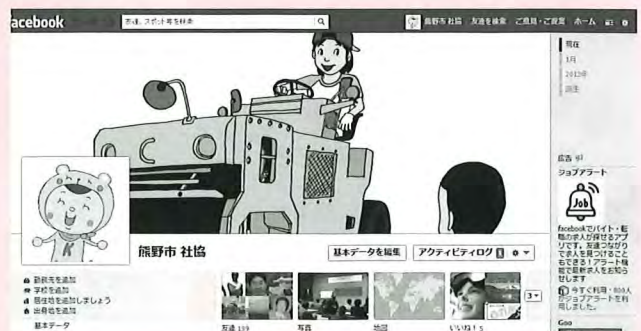 acebook
友達、スポット等を検索
熊野市 社協 友達を検索 ご意見・ご提案 ホーム
現在
1月
2012年
誕生
広告
ジョブアラート
Job
facebookでバイト・転
職の求人が探せるアプ
リです。友達つながり
で求人を見つけること
もできる!アラート機
能で最新求人をお知ら
せします
今すぐ利用・800人
がジョブアラートを利
用しました。
Goo
K
熊野市 社協
基本データを編集
アクティビティログ
勤務先を追加
学校を追加
居住地を追加しましょう
出身地を追加
基本データ
友達 109
写真
地図
いいね! 5
3